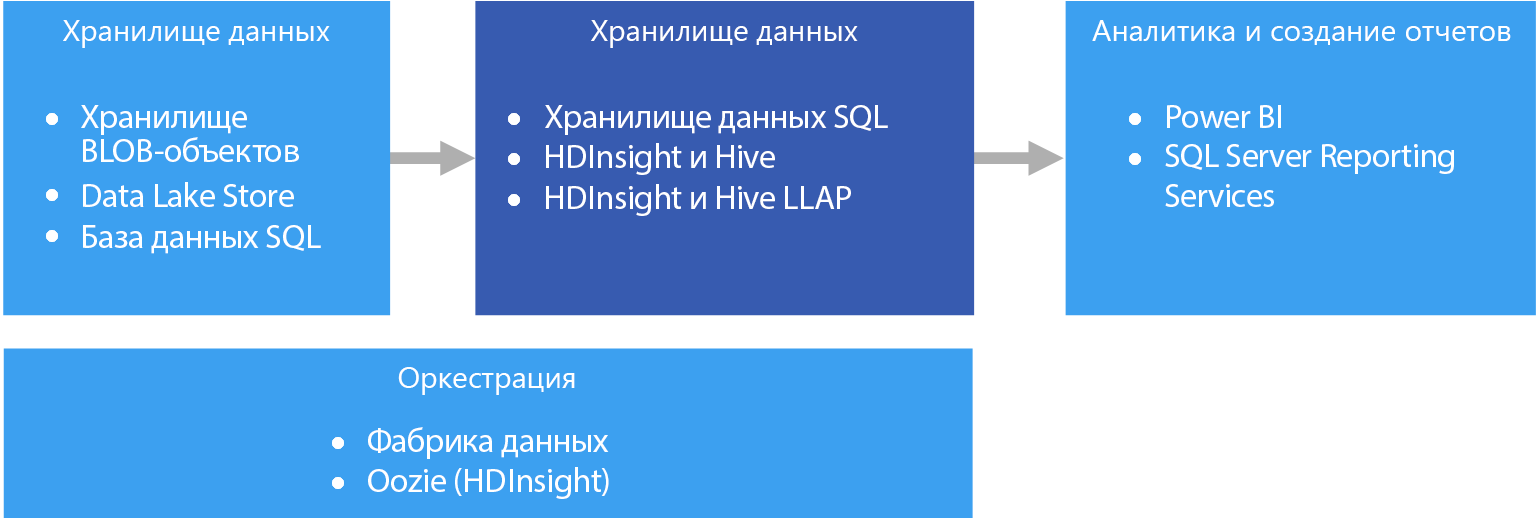 Хранилище данных
Хранилище
BLOB-объектов
Data Lake Store
База данных SQL
Хранилище данных
Хранилище данных SQL
HDInsight и Hive
HDInsight и Hive LLAP
Аналитика и создание отчетов
Power BI
SQL Server Reporting
Services
Оркестрация
Фабрика данных
Oozie (HDInsight)